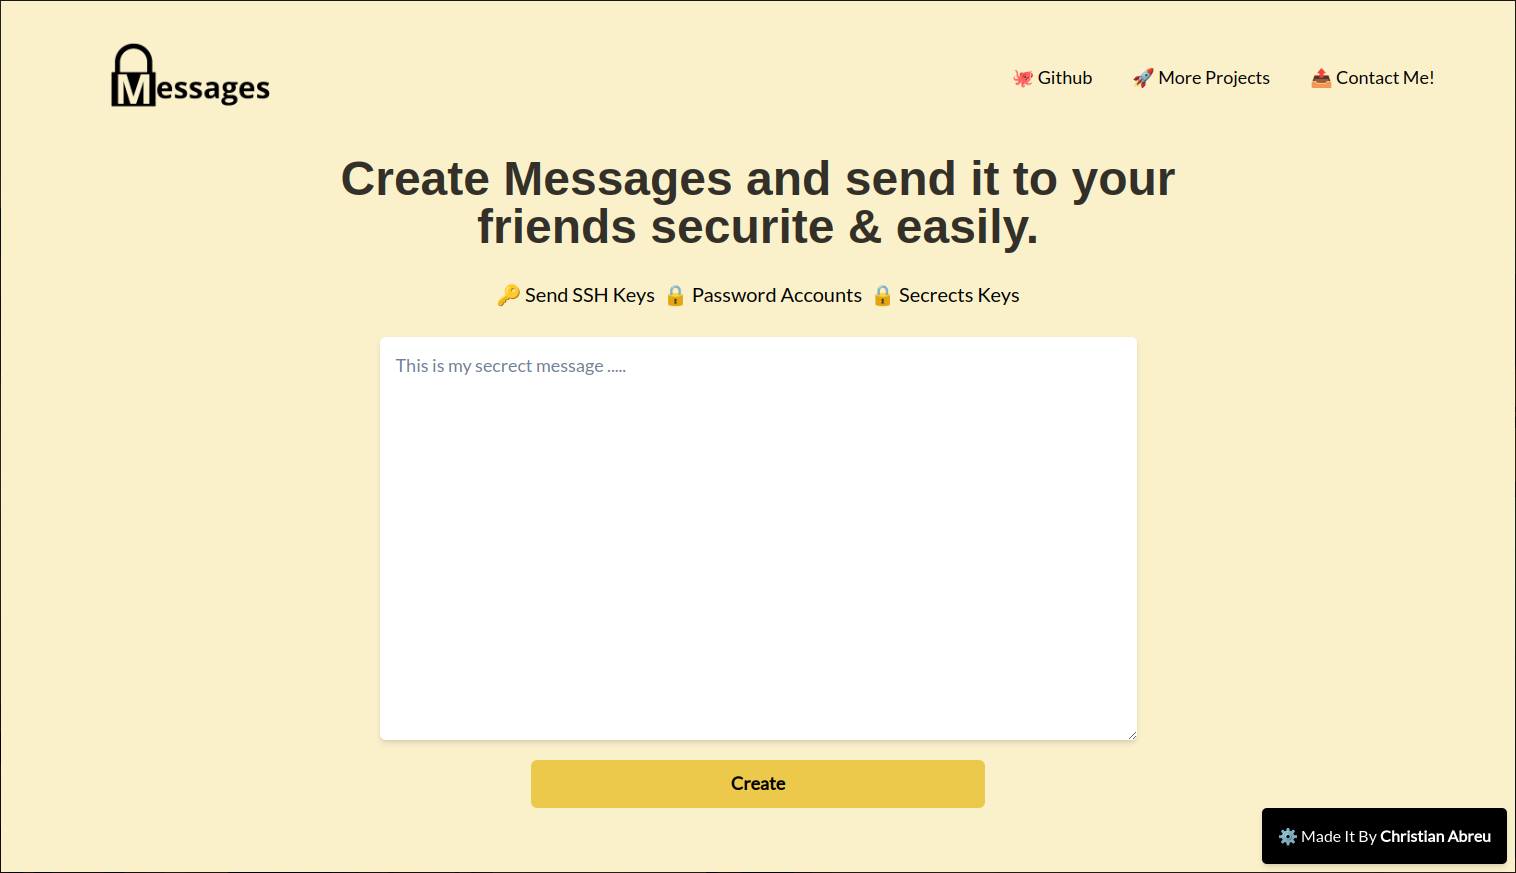 Messages
🐙 Github
🚀 More Projects
📤 Contact Me!
Create Messages and send it to your
friends securite & easily.
🔑 Send SSH Keys 🔒 Password Accounts 🔒 Secrects Keys
This is my secrect message .....
Create
⚙️ Made It By Christian Abreu